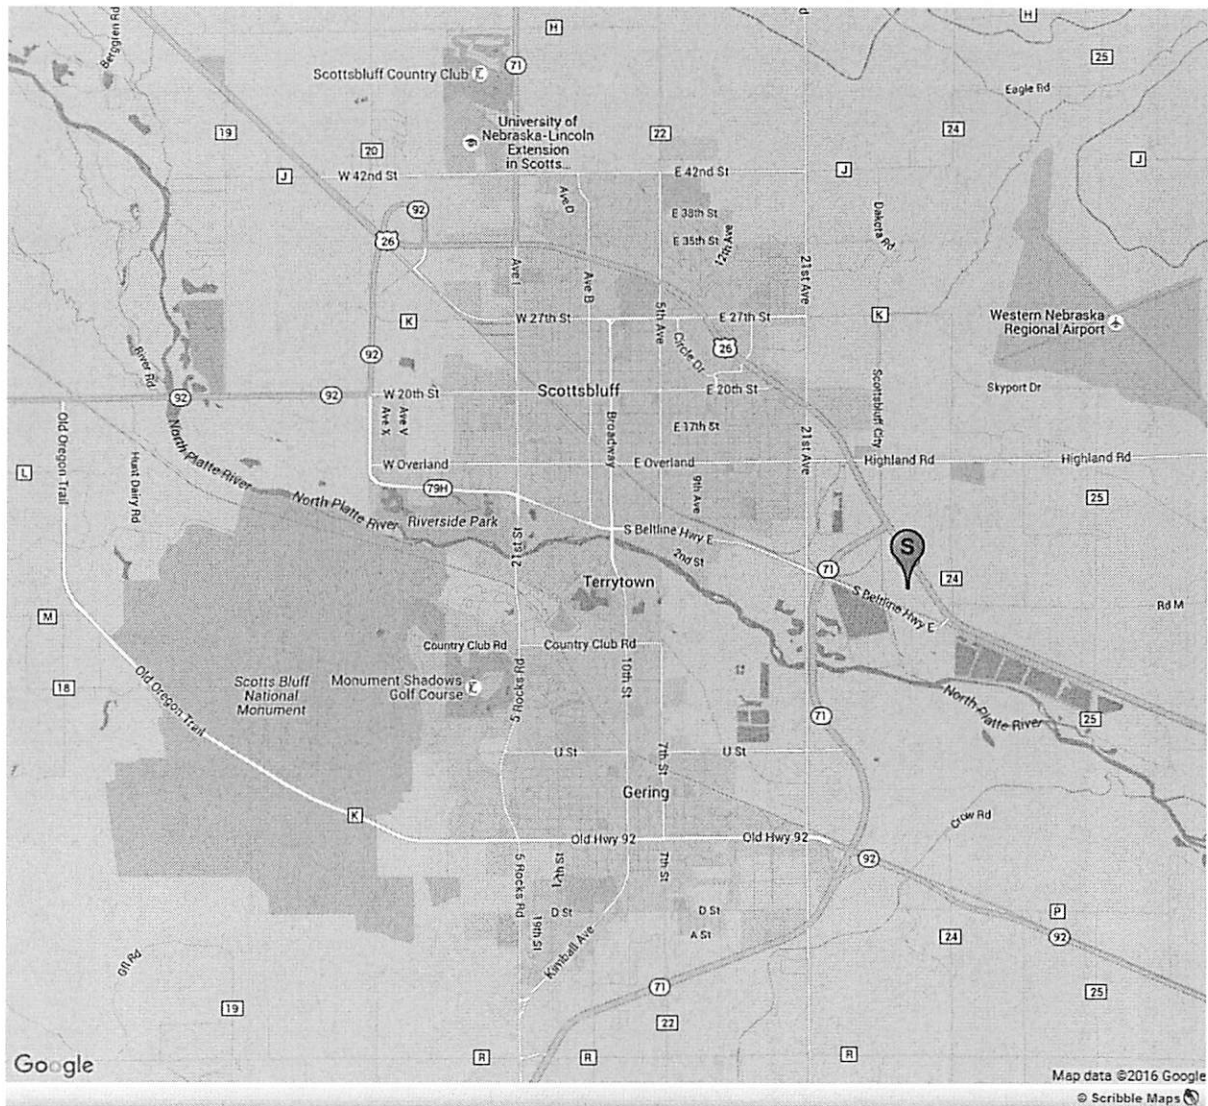 Berggren Rd
H
H
71
Scottsbluff Country Club
25
Eagle Rd
19
University of
Nebraska-Lincoln
Extension
in Scotts...
22
24
20
J
W 42nd St
E 42nd St
J
J
Ave D
92
E 38th St
Dakota Rd
26
E 35th St
12th Ave
Ave I
Ave B
21st Ave
5th Ave
K
W 27th St
E 27th St
K
Western Nebraska
Regional Airport
Circle Dr
26
River Rd
92
Scottsbluff City
92
92
W 20th St
Scottsbluff
E 20th St
Skyport Dr
Old Oregon Trail
Ave X
Ave V
Broadway
E 17th St
21st Ave
North Platte River
Hunt Dairy Rd
L
W Overland
E Overland
Highland Rd
Highland Rd
79H
9th Ave
25
North Platte River
Riverside Park
21st St
S Beltline Hwy E
2nd St
S
71
24
Terrytown
S Beltline Hwy E
Rd M
M
Country Club Rd
Country Club Rd
10th St
18
Scotts Bluff
National
Monument
Monument Shadows
Golf Course
Old Oregon Trail
5 Rocks Rd
North Platte River
71
25
U St
7th St
U St
Gering
K
Crow Rd
Old Hwy 92
Old Hwy 92
5 Rocks Rd
12th St
7th St
92
D St
D St
P
19th St
A St
24
92
Kimball Ave
Gfl Rd
71
25
19
22
R
R
R
Google
Map data ©2016 Google
© Scribble Maps